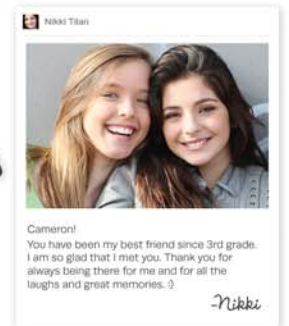 Nikki Titan
Cameron!
You have been my best friend since 3rd grade.
I am so glad that I met you. Thank you for
always being there for me and for all the
laughs and great memories. :)
-Nikki